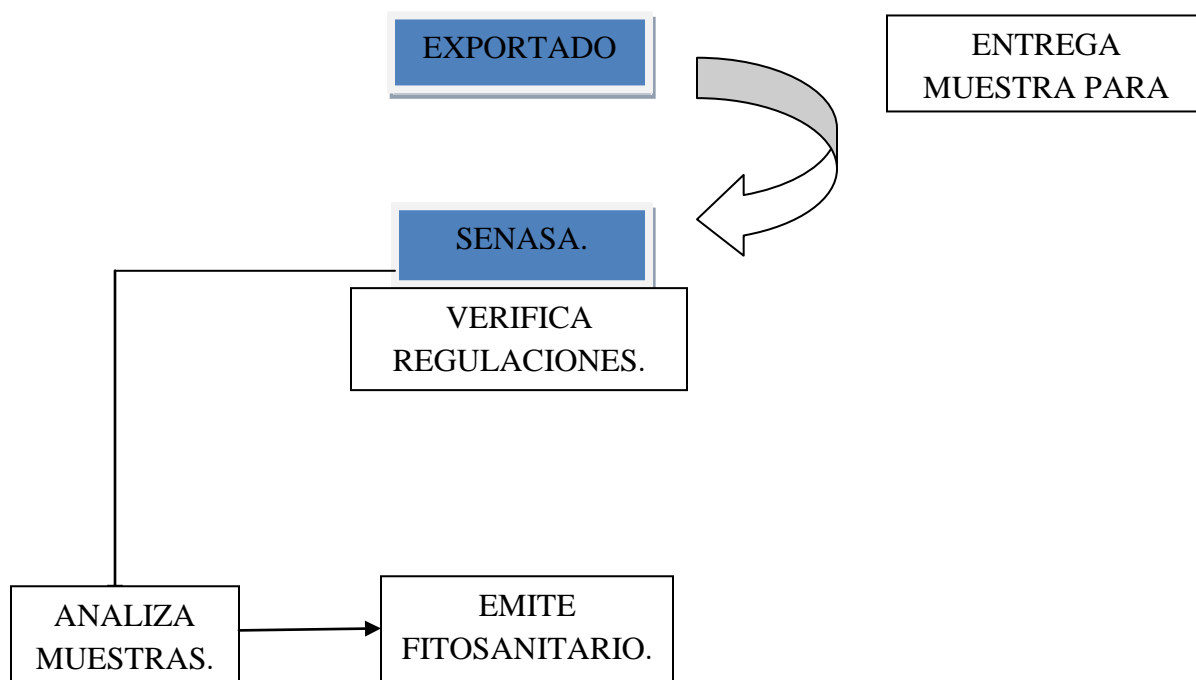 EXPORTADO
ENTREGA
MUESTRA PARA
SENASA.
VERIFICA
REGULACIONES.
ANALIZA
MUESTRAS.
EMITE
FITOSANITARIO.